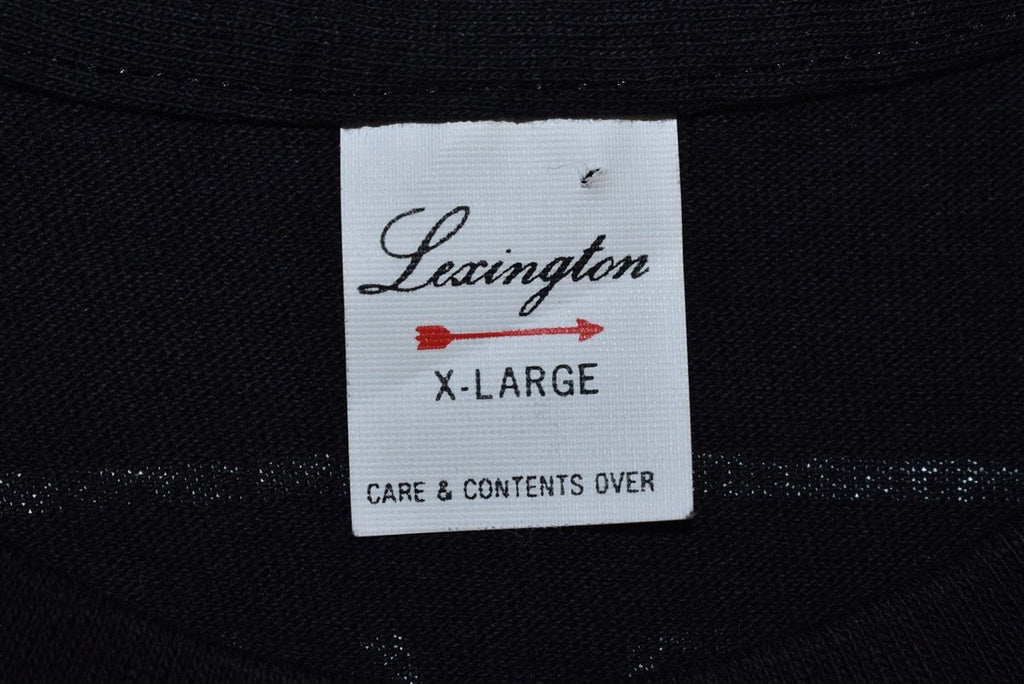 Lexington
X-LARGE
CARE & CONTENTS OVER